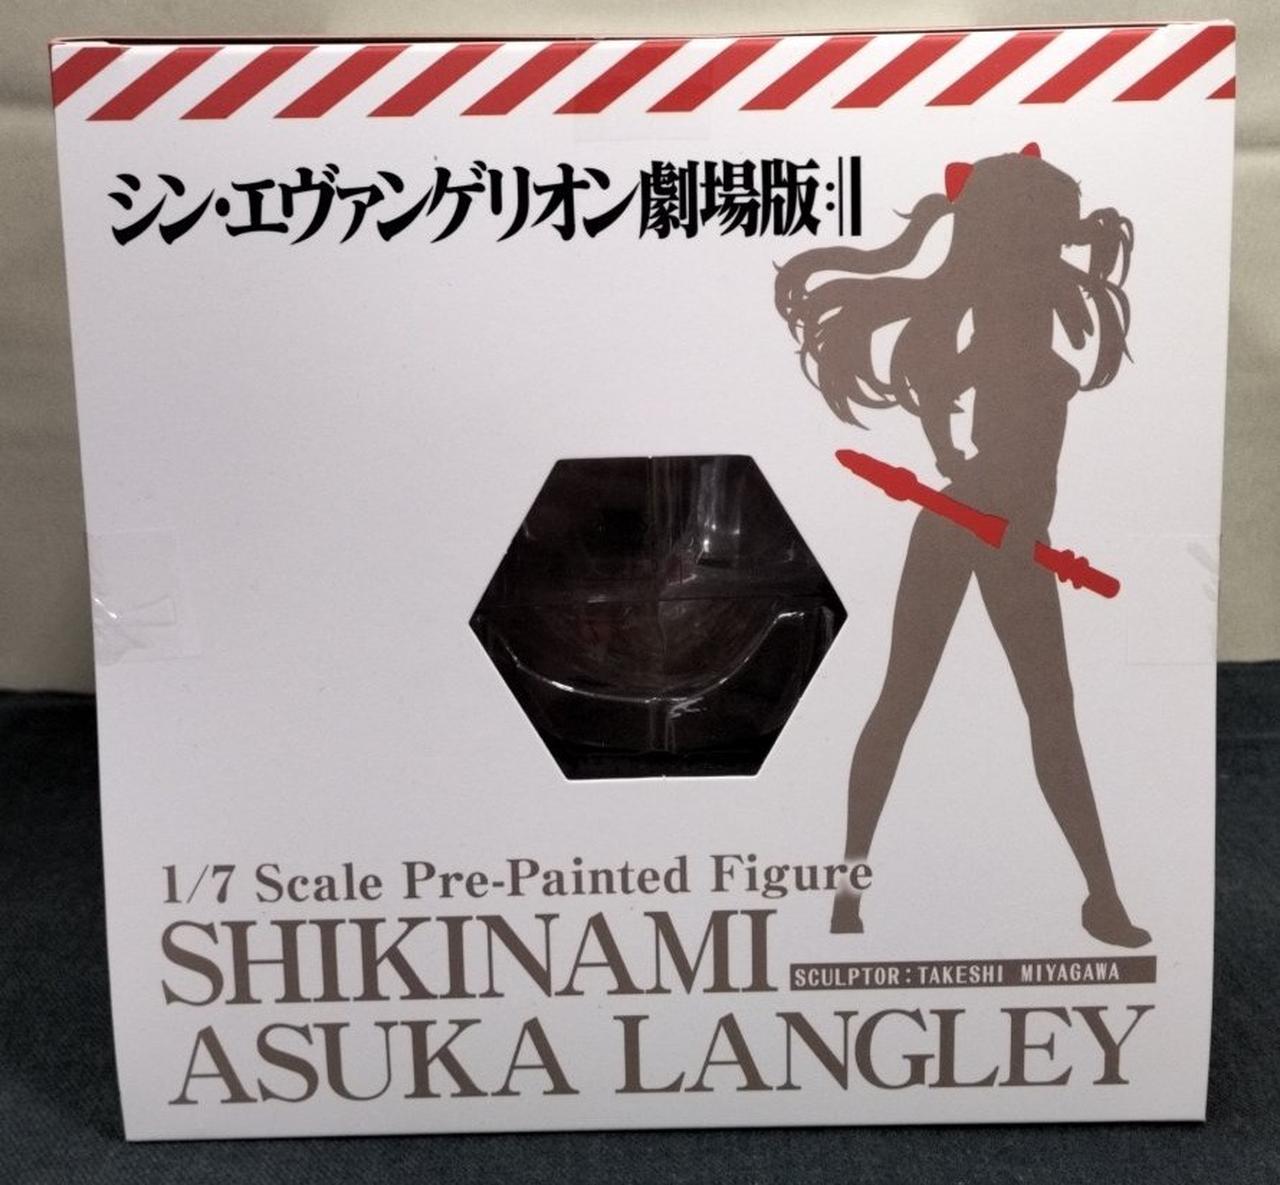 シン・エヴァンゲリオン劇場版:||
1/7 Scale Pre-Painted Figure
SHIKINAMI
SCULPTOR:TAKESHI MIYAGAWA
ASUKA LANGLEY